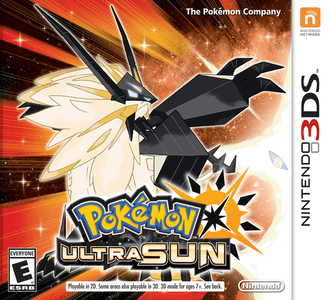 The Pokémon Company
NINTENDO
NETWORK
NINTENDO 3DS
POKéMON
ULTRA SUN
EVERYONE
E
ESRB
Playable in 2D. Some areas also playable in 3D. 3D mode for ages 7+. See back.
Nintendo